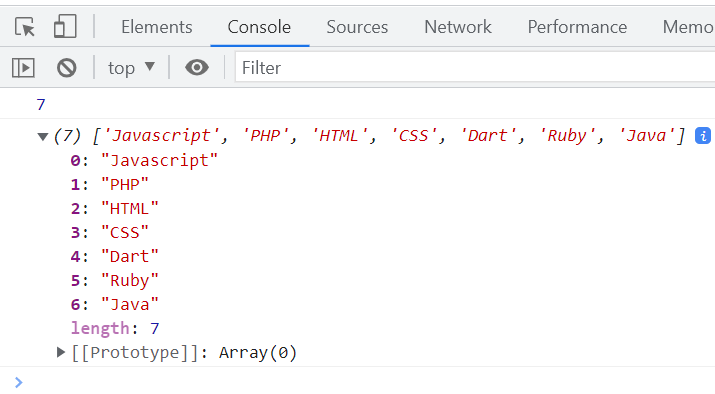 Elements Console Sources Network Performance Memo
top ▼ Filter
7
▼(7) ['Javascript', 'PHP', 'HTML', 'CSS', 'Dart', 'Ruby', 'Java'] i
0: "Javascript"
1: "PHP"
2: "HTML"
3: "CSS"
4: "Dart"
5: "Ruby"
6: "Java"
length: 7
▶[[Prototype]]: Array(0)
>